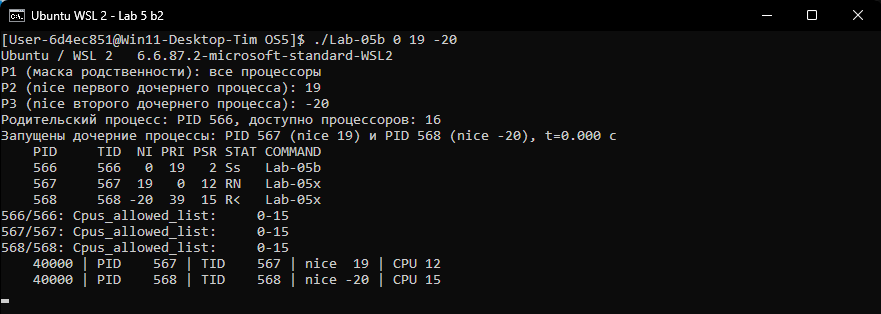 Ubuntu WSL 2 - Lab 5 b2
[User-6d4ec851@Win11-Desktop-Tim OS5]$ ./Lab-05b 0 19 -20
Ubuntu / WSL 2   6.6.87.2-microsoft-standard-WSL2
P1 (маска родственности): все процессоры
P2 (nice первого дочернего процесса): 19
P3 (nice второго дочернего процесса): -20
Родительский процесс: PID 566, доступно процессоров: 16
Запущены дочерние процессы: PID 567 (nice 19) и PID 568 (nice -20), t=0.000 с
    PID     TID  NI PRI PSR STAT COMMAND
    566     566   0  19   2 Ss   Lab-05b
    567     567  19   0  12 RN   Lab-05x
    568     568 -20  39  15 R<   Lab-05x
566/566: Cpus_allowed_list:     0-15
567/567: Cpus_allowed_list:     0-15
568/568: Cpus_allowed_list:     0-15
    40000 | PID    567 | TID    567 | nice  19 | CPU 12
    40000 | PID    568 | TID    568 | nice -20 | CPU 15